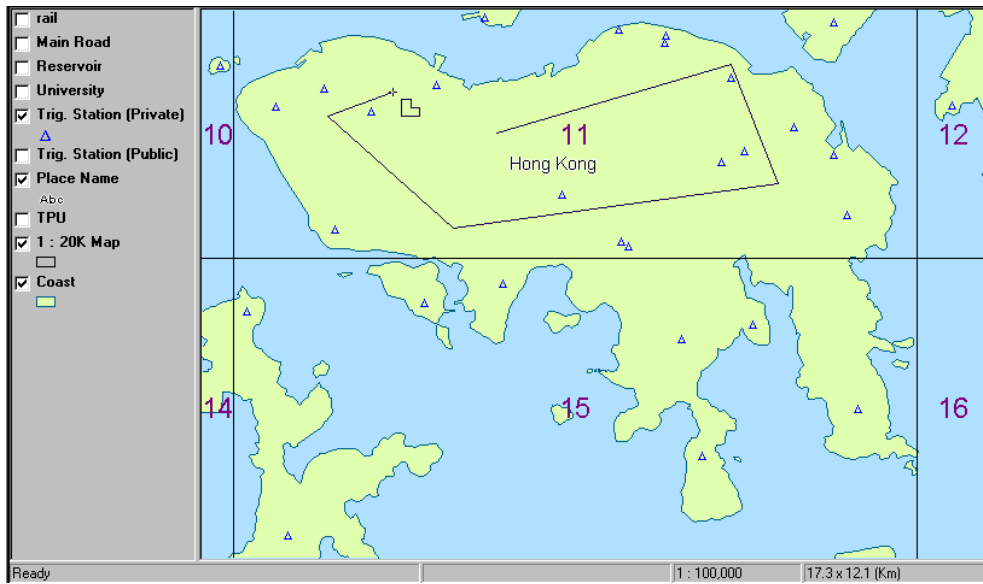 rail
Main Road
Reservoir
University
Trig. Station (Private)
Trig. Station (Public)
Place Name
Abc
TPU
1 : 20K Map
Coast
10
11
12
Hong Kong
14
15
16
Ready
1 : 100,000
17.3 x 12.1 (Km)